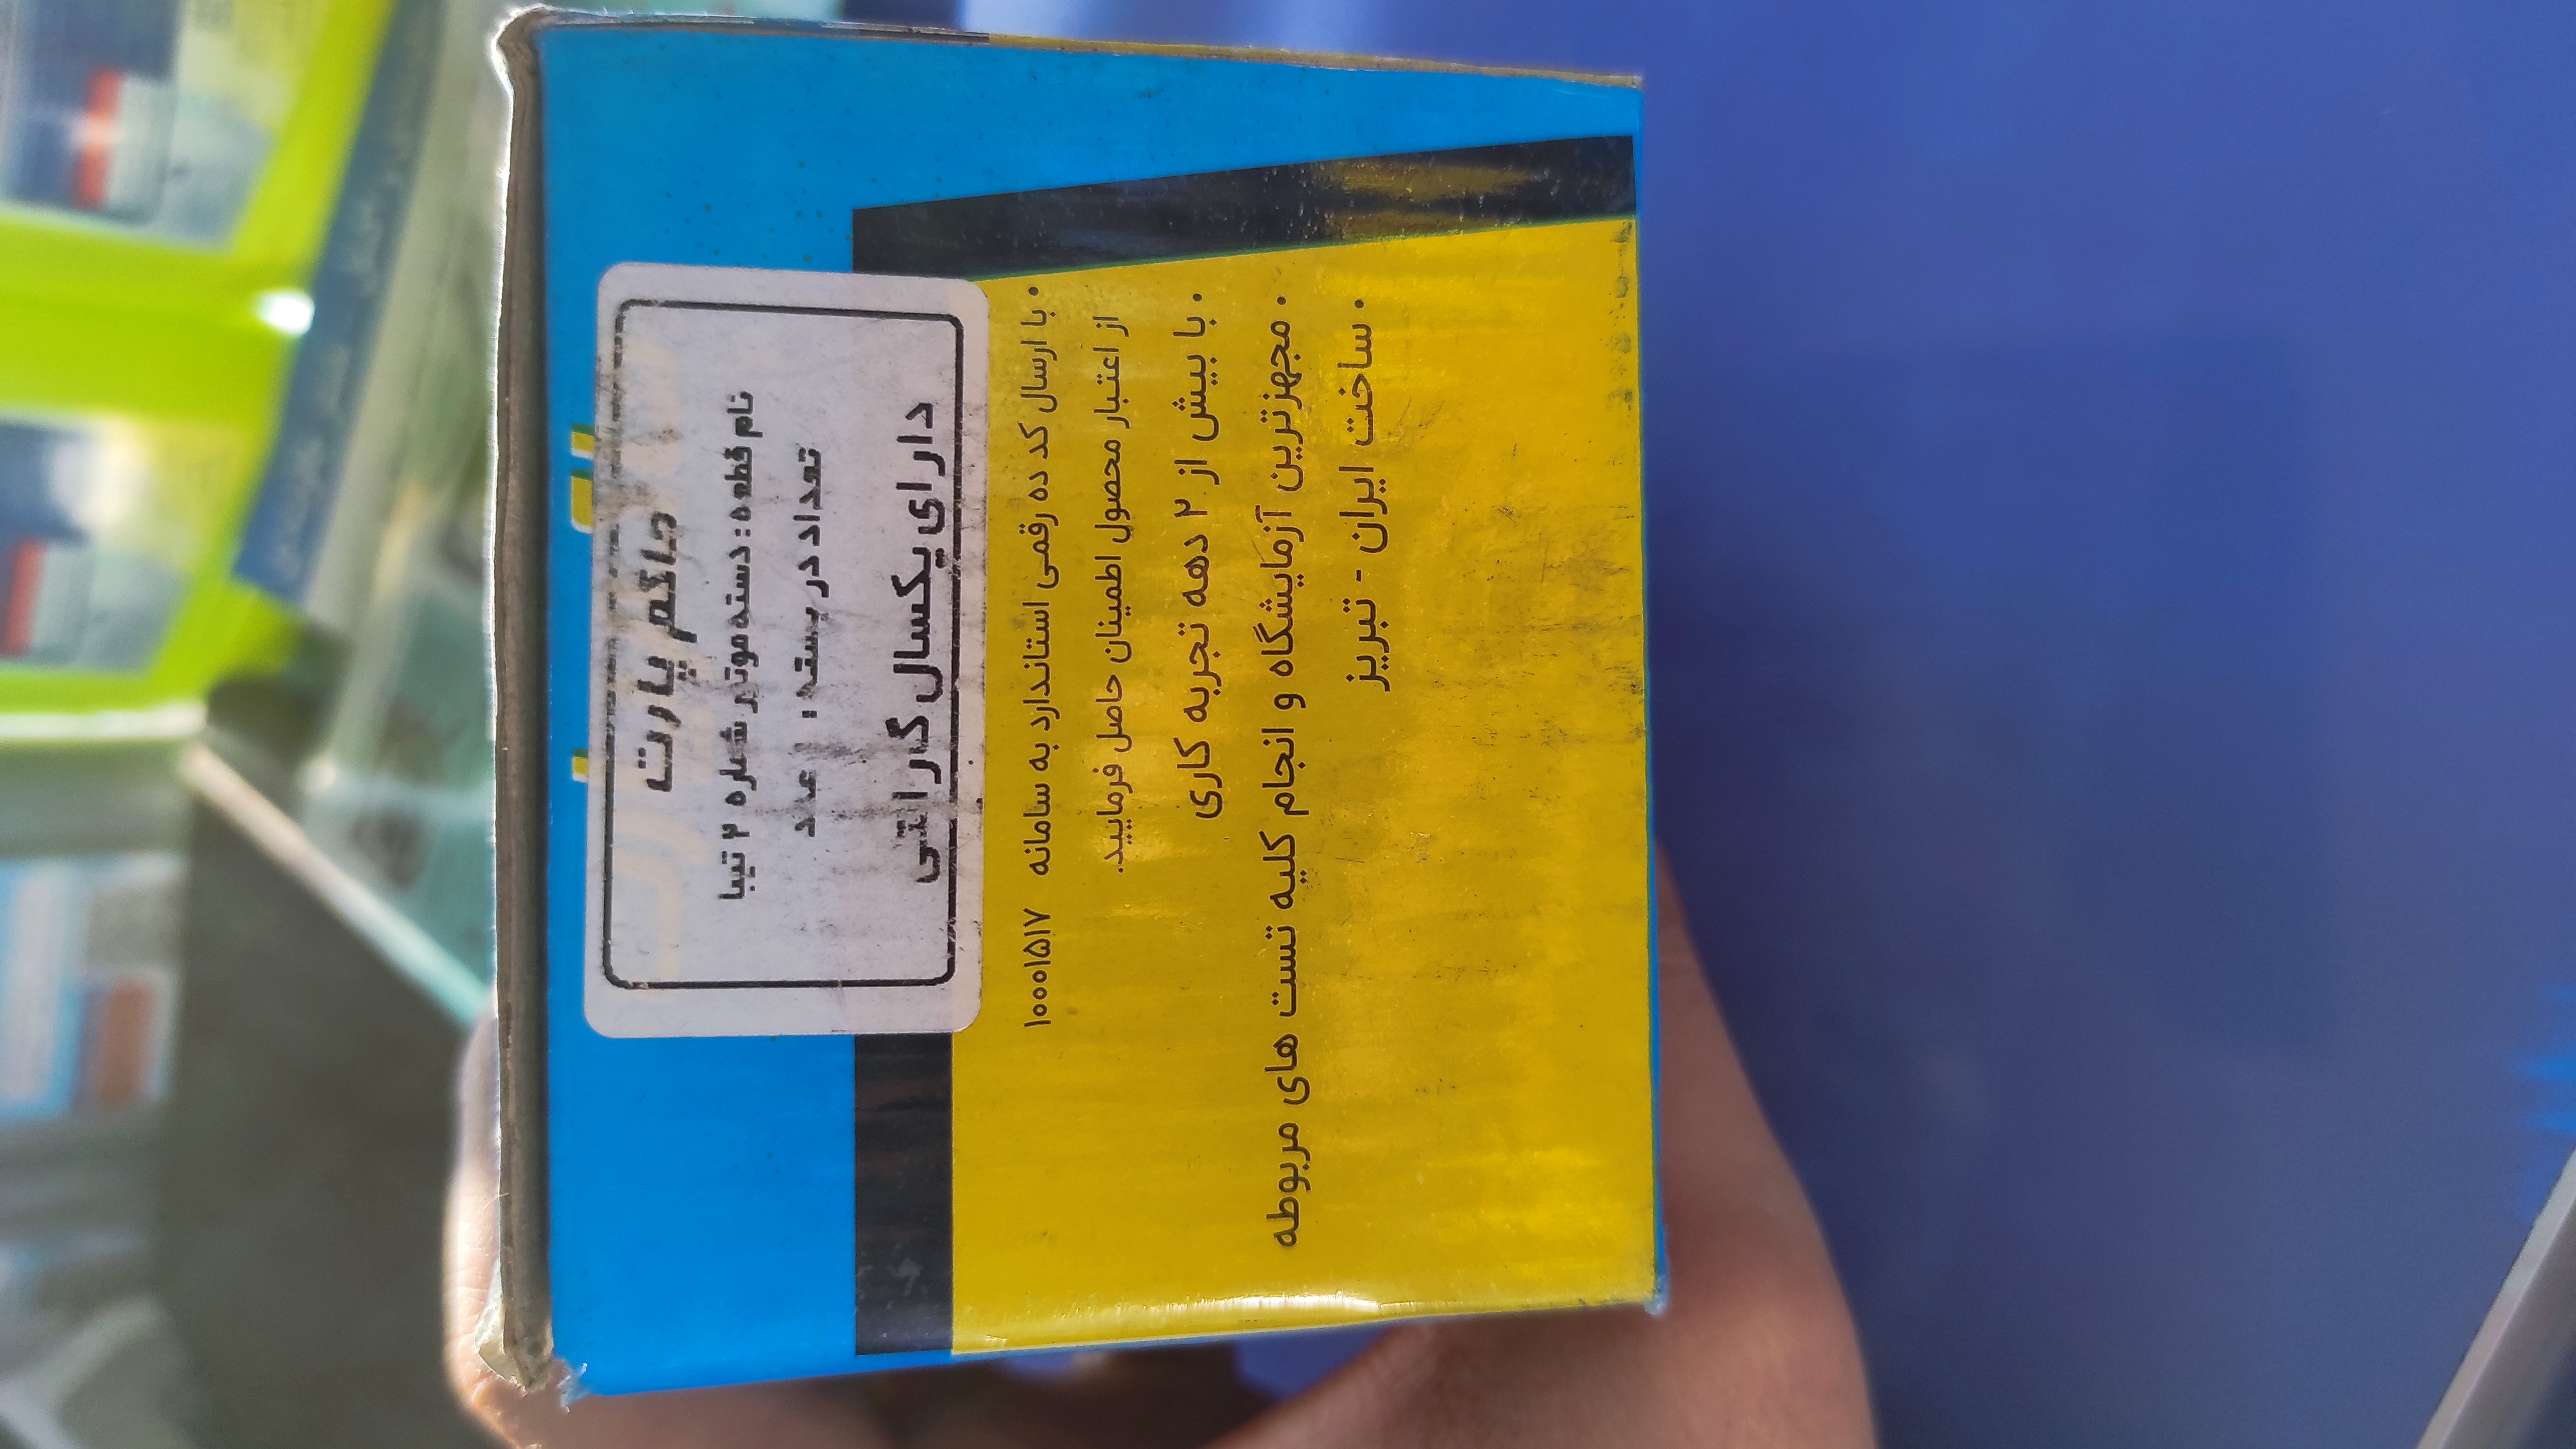 حاکم پارت
نام قطعه: دسته موتور شماره ۲ تیبا
تعداد در بسته: ۱ عدد
دارای یکسال گارانتی
• با ارسال کد ده رقمی استاندارد به سامانه ۱۰۰۰۱۵۱۷
از اعتبار محصول اطمینان حاصل فرمایید.
• با بیش از ۲ دهه تجربه کاری
• مجهزترین آزمایشگاه و انجام کلیه تست های مربوطه
• ساخت ایران - تبریز